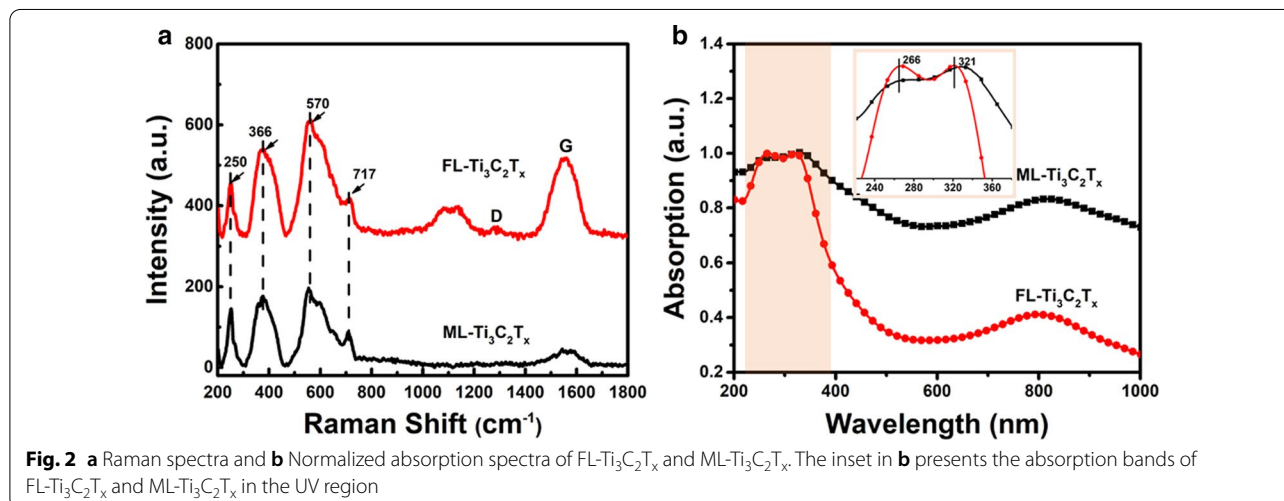 a
Intensity (a.u.)
800
600
400
200
0
250
366
570
717
FL-Ti₃C₂Tₓ
D
G
ML-Ti₃C₂Tₓ
200 400 600 800 1000 1200 1400 1600 1800
Raman Shift (cm⁻¹)
b
Absorption (a.u.)
1.4
1.2
1.0
0.8
0.6
0.4
0.2
266
321
240 280 320 360
ML-Ti₃C₂Tₓ
FL-Ti₃C₂Tₓ
200 400 600 800 1000
Wavelength (nm)
Fig. 2 a Raman spectra and b Normalized absorption spectra of FL-Ti₃C₂Tₓ and ML-Ti₃C₂Tₓ. The inset in b presents the absorption bands of
FL-Ti₃C₂Tₓ and ML-Ti₃C₂Tₓ in the UV region